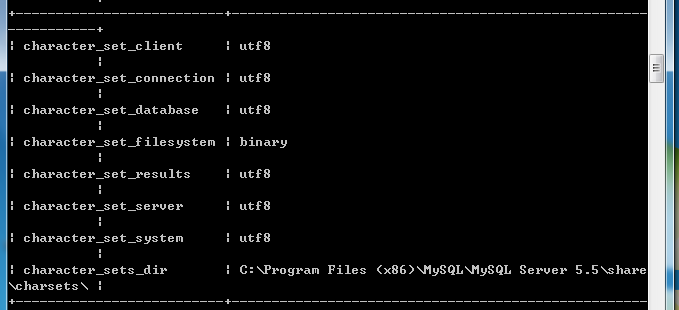 +--------------------------+----------------------------------------------------
-----------+
| character_set_client     | utf8
           |
| character_set_connection | utf8
           |
| character_set_database   | utf8
           |
| character_set_filesystem | binary
           |
| character_set_results    | utf8
           |
| character_set_server     | utf8
           |
| character_set_system     | utf8
           |
| character_sets_dir       | C:\Program Files (x86)\MySQL\MySQL Server 5.5\share
\charsets\ |
+--------------------------+----------------------------------------------------